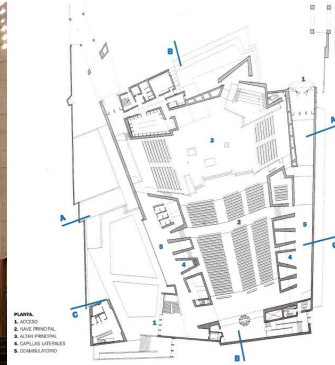 B
1
A
3
2
A
5
5
C
4
4
C
1
B
PLANTA.
1. ACCESO
2. NAVE PRINCIPAL
3. ALTAR PRINCIPAL
4. CAPILLAS LATERALES
5. DEAMBULATORIO